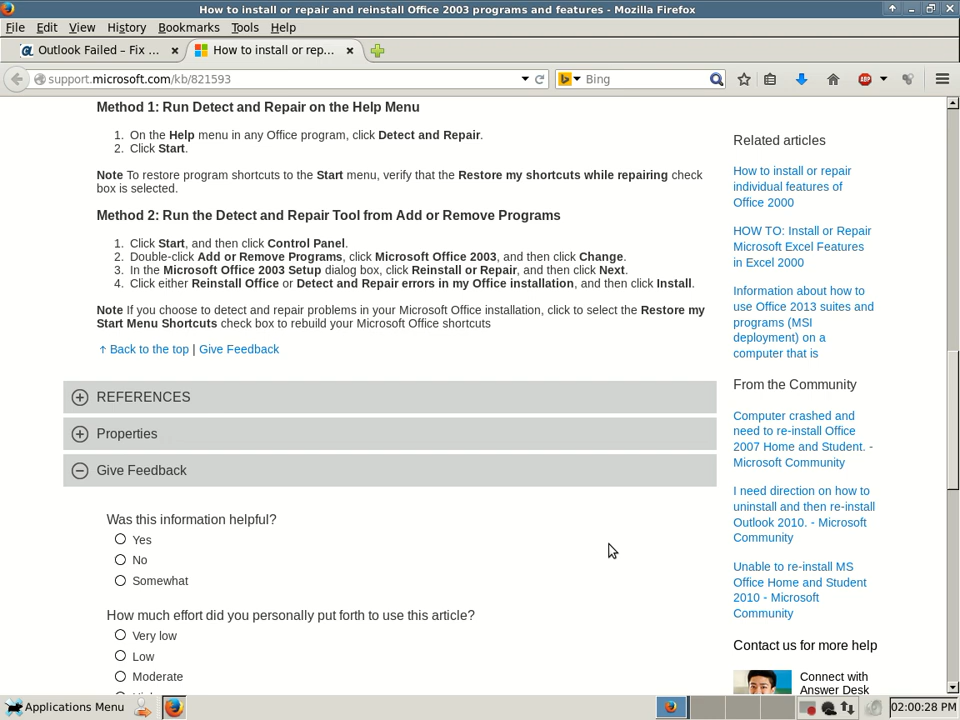 How to install or repair and reinstall Office 2003 programs and features - Mozilla Firefox
File Edit View History Bookmarks Tools Help
Outlook Failed – Fix ...
How to install or rep...
support.microsoft.com/kb/821593
Bing
ABP
Method 1: Run Detect and Repair on the Help Menu
1. On the Help menu in any Office program, click Detect and Repair.
2. Click Start.
Note To restore program shortcuts to the Start menu, verify that the Restore my shortcuts while repairing check
box is selected.
Method 2: Run the Detect and Repair Tool from Add or Remove Programs
1. Click Start, and then click Control Panel.
2. Double-click Add or Remove Programs, click Microsoft Office 2003, and then click Change.
3. In the Microsoft Office 2003 Setup dialog box, click Reinstall or Repair, and then click Next.
4. Click either Reinstall Office or Detect and Repair errors in my Office installation, and then click Install.
Note If you choose to detect and repair problems in your Microsoft Office installation, click to select the Restore my
Start Menu Shortcuts check box to rebuild your Microsoft Office shortcuts
↑ Back to the top | Give Feedback
REFERENCES
Properties
Give Feedback
Was this information helpful?
Yes
No
Somewhat
How much effort did you personally put forth to use this article?
Very low
Low
Moderate
Related articles
How to install or repair
individual features of
Office 2000
HOW TO: Install or Repair
Microsoft Excel Features
in Excel 2000
Information about how to
use Office 2013 suites and
programs (MSI
deployment) on a
computer that is
From the Community
Computer crashed and
need to re-install Office
2007 Home and Student. -
Microsoft Community
I need direction on how to
uninstall and then re-install
Outlook 2010. - Microsoft
Community
Unable to re-install MS
Office Home and Student
2010 - Microsoft
Community
Contact us for more help
Connect with
Answer Desk
Applications Menu
02:00:28 PM